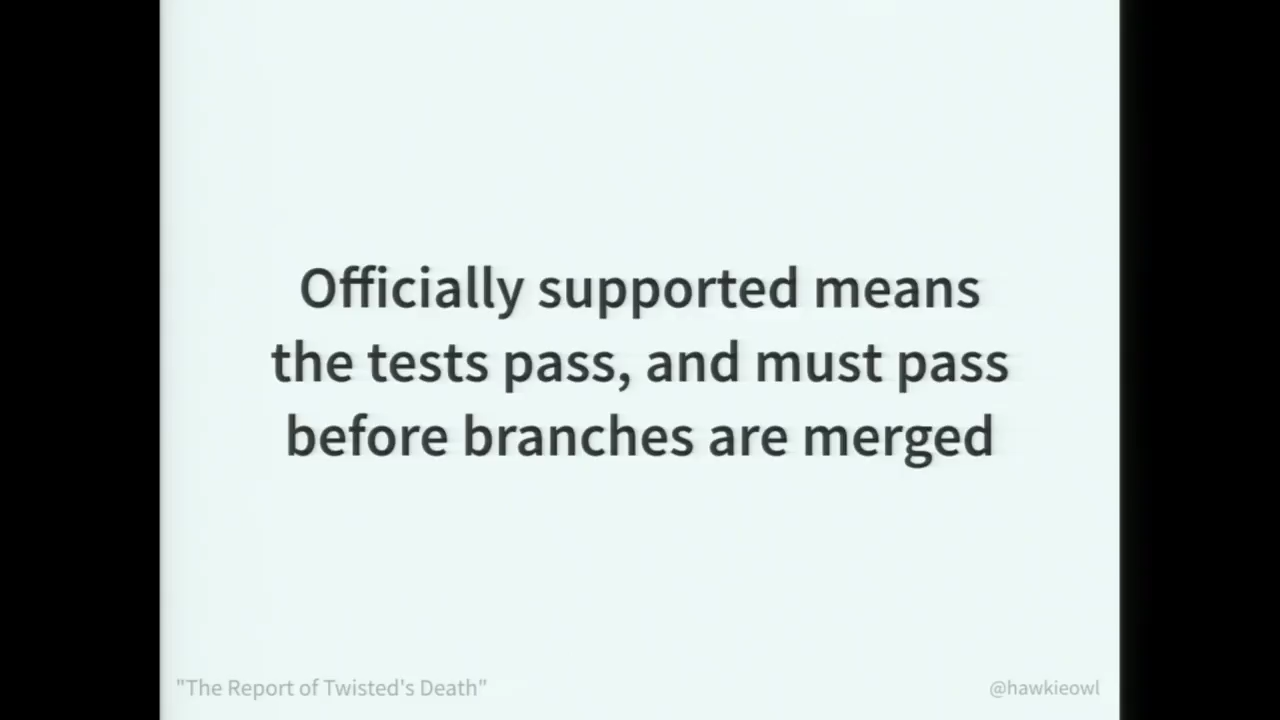 Officially supported means
the tests pass, and must pass
before branches are merged
"The Report of Twisted's Death"
@hawkieowl